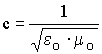 c = 1 / √(ε₀ · μ₀)